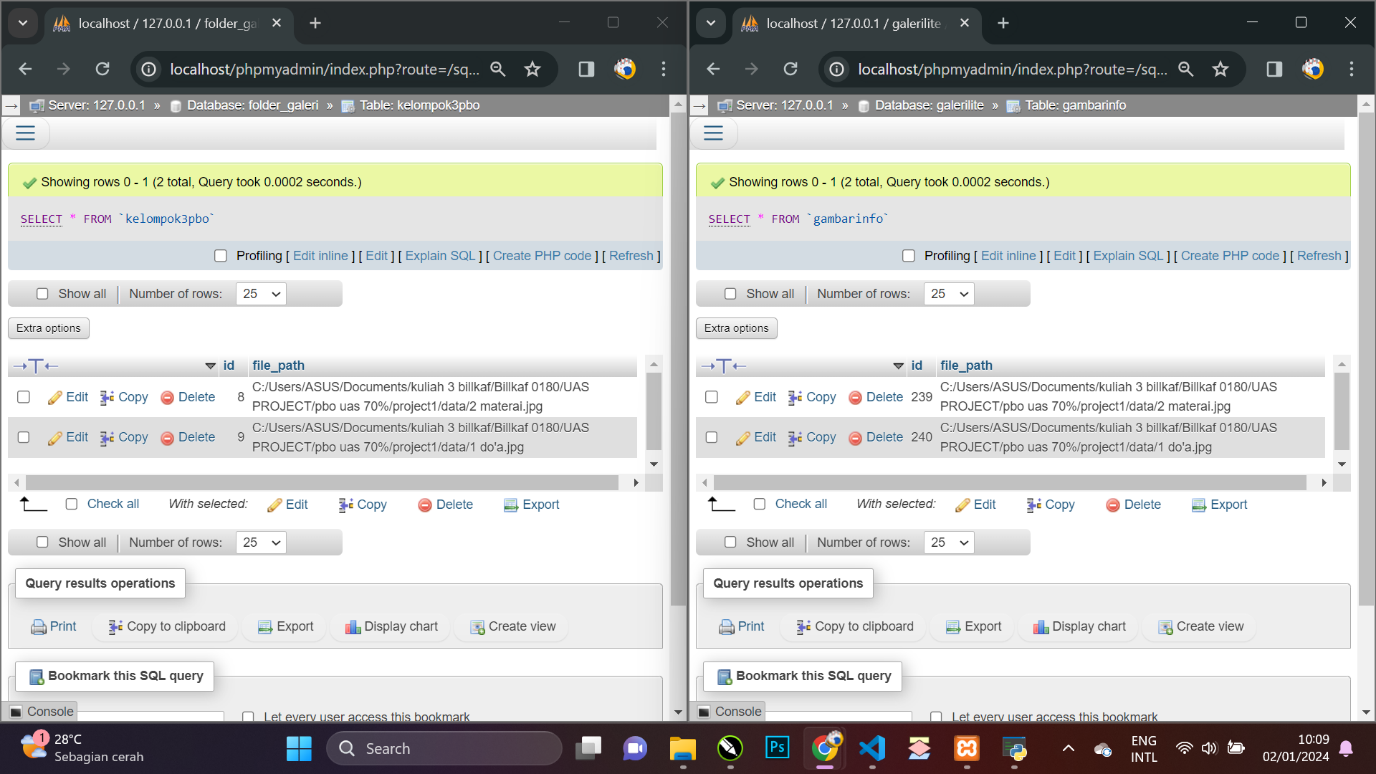 localhost / 127.0.0.1 / folder_ga
localhost/phpmyadmin/index.php?route=/sq...
Server: 127.0.0.1 » Database: folder_galeri » Table: kelompok3pbo
Showing rows 0 - 1 (2 total, Query took 0.0002 seconds.)
SELECT * FROM `kelompok3pbo`
Profiling [ Edit inline ] [ Edit ] [ Explain SQL ] [ Create PHP code ] [ Refresh ]
Show all Number of rows: 25
Extra options
id file_path
Edit Copy Delete 8 C:/Users/ASUS/Documents/kuliah 3 billkaf/Billkaf 0180/UAS
PROJECT/pbo uas 70%/project1/data/2 materai.jpg
Edit Copy Delete 9 C:/Users/ASUS/Documents/kuliah 3 billkaf/Billkaf 0180/UAS
PROJECT/pbo uas 70%/project1/data/1 do'a.jpg
Check all With selected: Edit Copy Delete Export
Show all Number of rows: 25
Query results operations
Print Copy to clipboard Export Display chart Create view
Bookmark this SQL query
Console
Let every user access this bookmark
localhost / 127.0.0.1 / galerilite
localhost/phpmyadmin/index.php?route=/sq...
Server: 127.0.0.1 » Database: galerilite » Table: gambarinfo
Showing rows 0 - 1 (2 total, Query took 0.0002 seconds.)
SELECT * FROM `gambarinfo`
Profiling [ Edit inline ] [ Edit ] [ Explain SQL ] [ Create PHP code ] [ Refresh ]
Show all Number of rows: 25
Extra options
id file_path
Edit Copy Delete 239 C:/Users/ASUS/Documents/kuliah 3 billkaf/Billkaf 0180/UAS
PROJECT/pbo uas 70%/project1/data/2 materai.jpg
Edit Copy Delete 240 C:/Users/ASUS/Documents/kuliah 3 billkaf/Billkaf 0180/UAS
PROJECT/pbo uas 70%/project1/data/1 do'a.jpg
Check all With selected: Edit Copy Delete Export
Show all Number of rows: 25
Query results operations
Print Copy to clipboard Export Display chart Create view
Bookmark this SQL query
Console
Let every user access this bookmark
1
28°C
Sebagian cerah
Search
Ps
ENG
INTL
10:09
02/01/2024